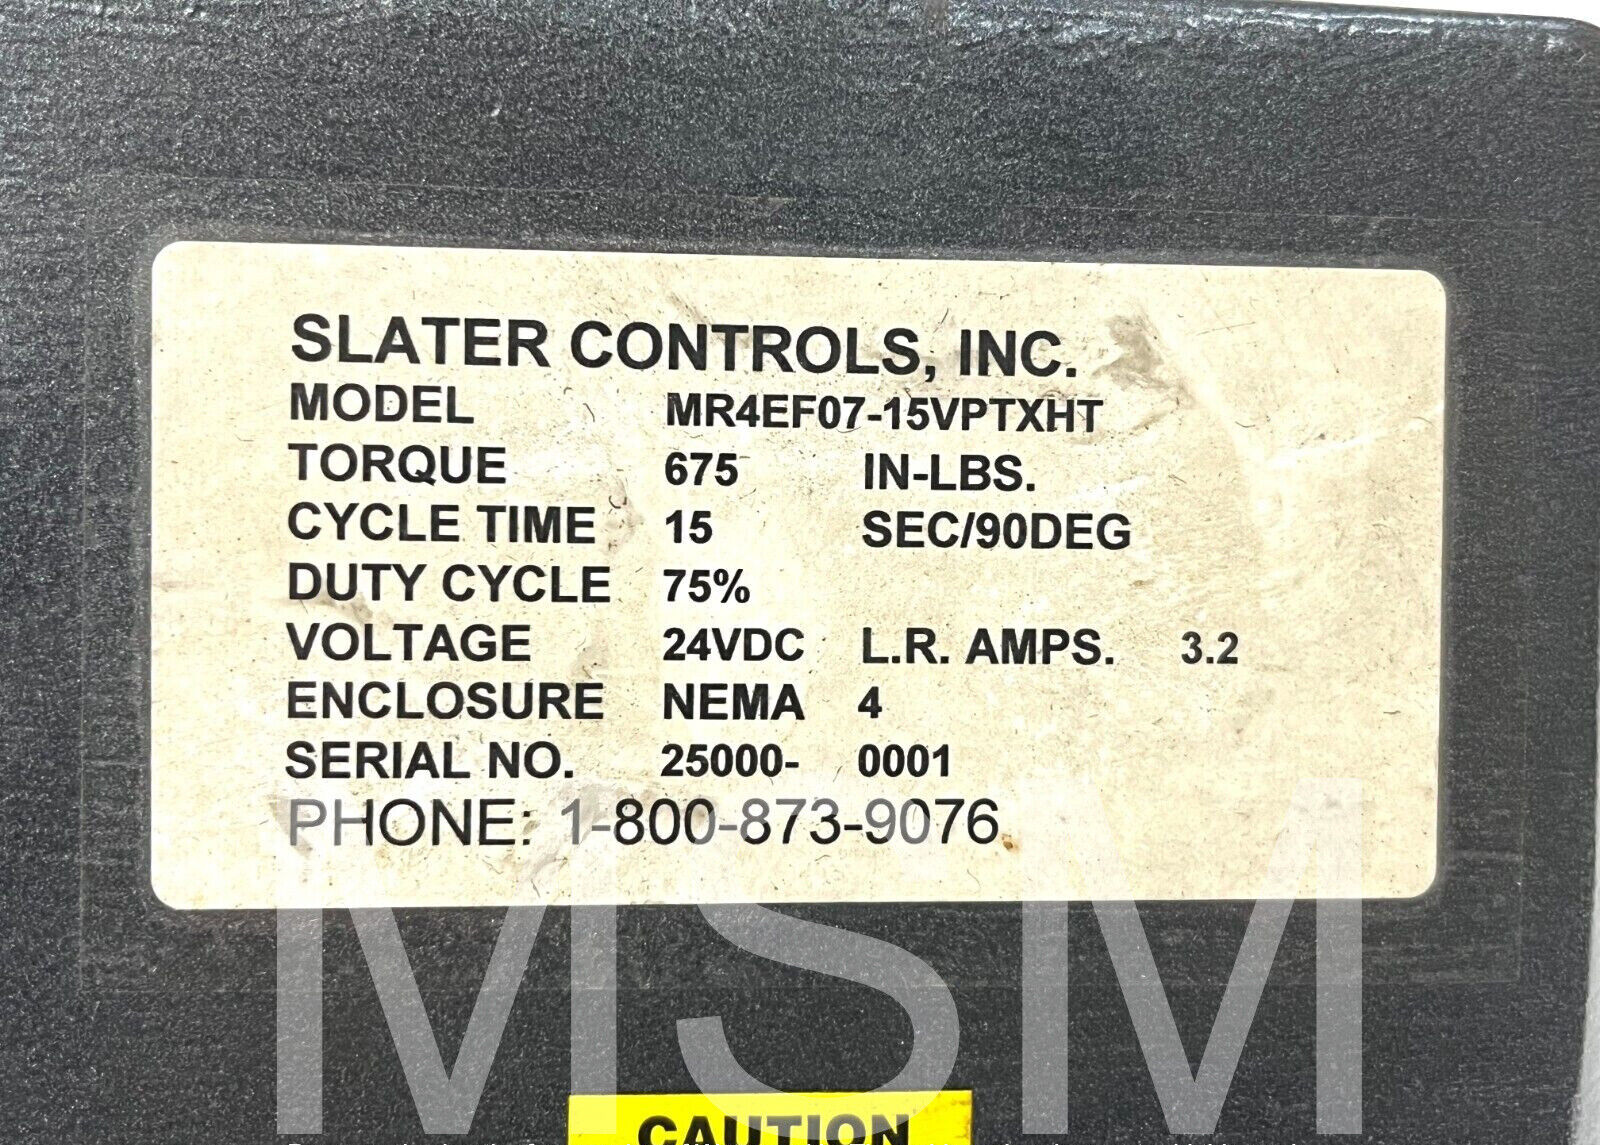 SLATER CONTROLS, INC.
MODEL MR4EF07-15VPTXHT
TORQUE 675 IN-LBS.
CYCLE TIME 15 SEC/90DEG
DUTY CYCLE 75%
VOLTAGE 24VDC L.R. AMPS. 3.2
ENCLOSURE NEMA 4
SERIAL NO. 25000- 0001
PHONE: 1-800-873-9076
MSM
CAUTION